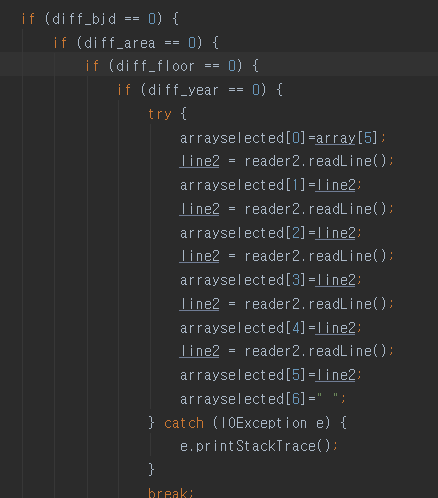 if (diff_bjd == 0) {
if (diff_area == 0) {
if (diff_floor == 0) {
if (diff_year == 0) {
try {
arrayselected[0]=array[5];
line2 = reader2.readLine();
arrayselected[1]=line2;
line2 = reader2.readLine();
arrayselected[2]=line2;
line2 = reader2.readLine();
arrayselected[3]=line2;
line2 = reader2.readLine();
arrayselected[4]=line2;
line2 = reader2.readLine();
arrayselected[5]=line2;
arrayselected[6]=" ";
} catch (IOException e) {
e.printStackTrace();
}
break;